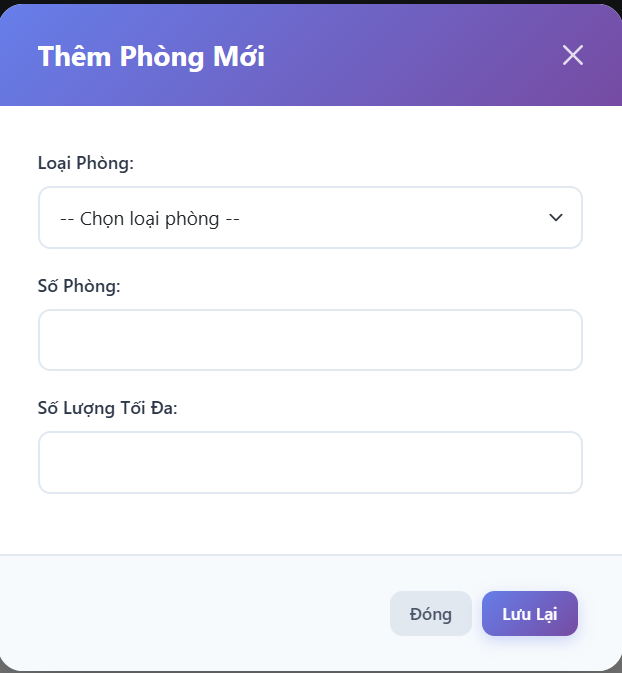 Thêm Phòng Mới
Loại Phòng:
-- Chọn loại phòng --
Số Phòng:
Số Lượng Tối Đa:
Đóng
Lưu Lại